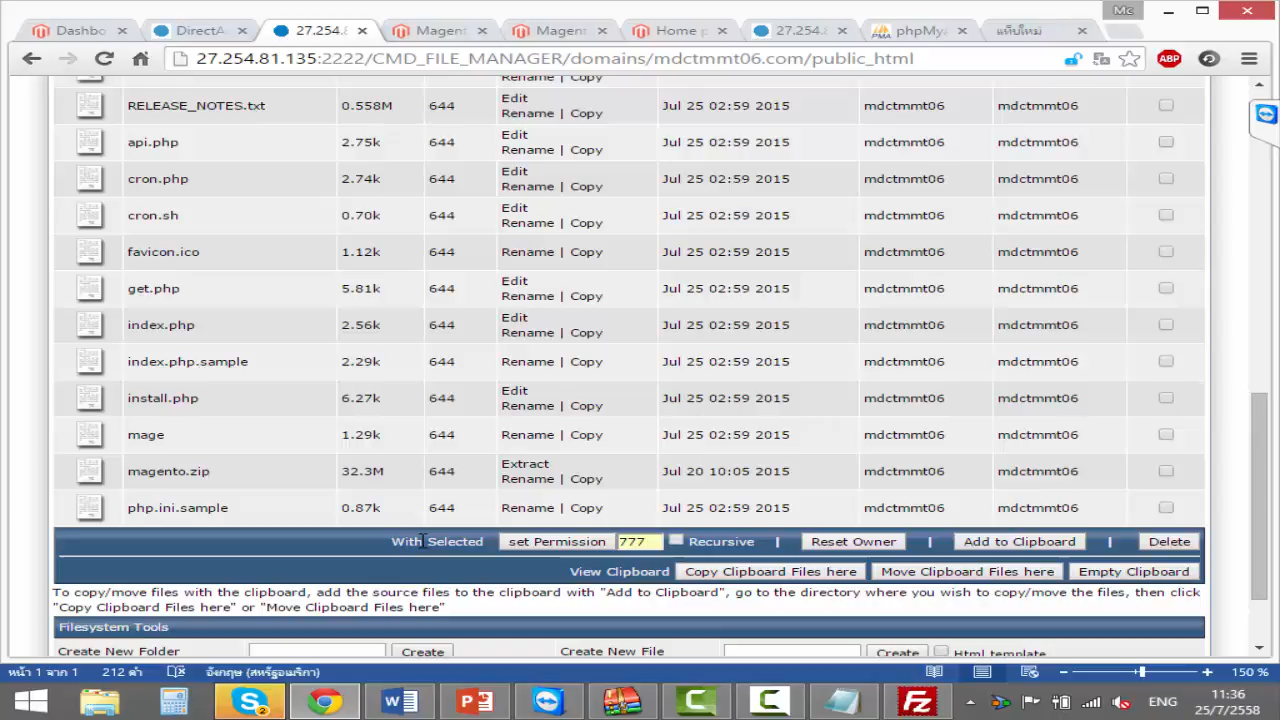 Mc
Dashbo
DirectA
27.254.
Magent
Magent
Home p
27.254.
phpMy
แท็บใหม่
27.254.81.135:2222/CMD_FILE_MANAGER/domains/mdctmmt06.com/public_html
ABP
Rename | Copy
RELEASE_NOTES.txt 0.558M 644 Edit Jul 25 02:59 2015 mdctmmt06 mdctmmt06
Rename | Copy
api.php 2.75k 644 Edit Jul 25 02:59 2015 mdctmmt06 mdctmmt06
Rename | Copy
cron.php 2.74k 644 Edit Jul 25 02:59 2015 mdctmmt06 mdctmmt06
Rename | Copy
cron.sh 0.70k 644 Edit Jul 25 02:59 2015 mdctmmt06 mdctmmt06
Rename | Copy
favicon.ico 1.12k 644 Rename | Copy Jul 25 02:59 2015 mdctmmt06 mdctmmt06
get.php 5.81k 644 Edit Jul 25 02:59 2015 mdctmmt06 mdctmmt06
Rename | Copy
index.php 2.56k 644 Edit Jul 25 02:59 2015 mdctmmt06 mdctmmt06
Rename | Copy
index.php.sample 2.29k 644 Rename | Copy Jul 25 02:59 2015 mdctmmt06 mdctmmt06
install.php 6.27k 644 Edit Jul 25 02:59 2015 mdctmmt06 mdctmmt06
Rename | Copy
mage 1.29k 644 Rename | Copy Jul 25 02:59 2015 mdctmmt06 mdctmmt06
magento.zip 32.3M 644 Extract Jul 20 10:05 2015 mdctmmt06 mdctmmt06
Rename | Copy
php.ini.sample 0.87k 644 Rename | Copy Jul 25 02:59 2015 mdctmmt06 mdctmmt06
With Selected set Permission 777 Recursive | Reset Owner | Add to Clipboard | Delete
View Clipboard Copy Clipboard Files here Move Clipboard Files here Empty Clipboard
To copy/move files with the clipboard, add the source files to the clipboard with "Add to Clipboard", go to the directory where you wish to copy/move the files, then click
"Copy Clipboard Files here" or "Move Clipboard Files here"
Filesystem Tools
Create New Folder Create Create New File Create Html template
หน้า 1 จาก 1 212 คำ อังกฤษ (สหรัฐอเมริกา) 150 %
ENG 11:36
25/7/2558